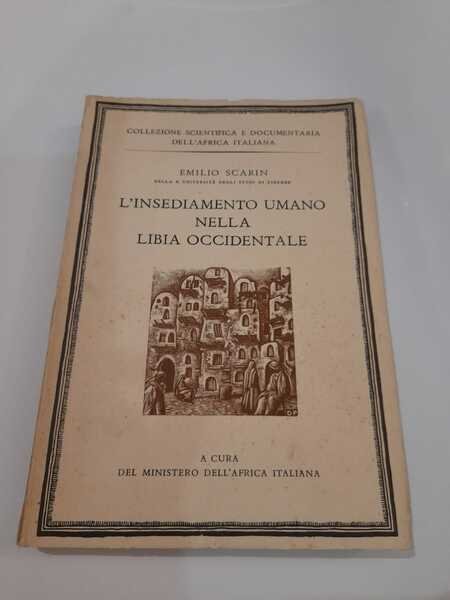 COLLEZIONE SCIENTIFICA E DOCUMENTARIA
DELL'AFRICA ITALIANA
EMILIO SCARIN
DELLA R. UNIVERSITÀ DEGLI STUDI DI FIRENZE
L'INSEDIAMENTO UMANO
NELLA
LIBIA OCCIDENTALE
A CURA
DEL MINISTERO DELL'AFRICA ITALIANA